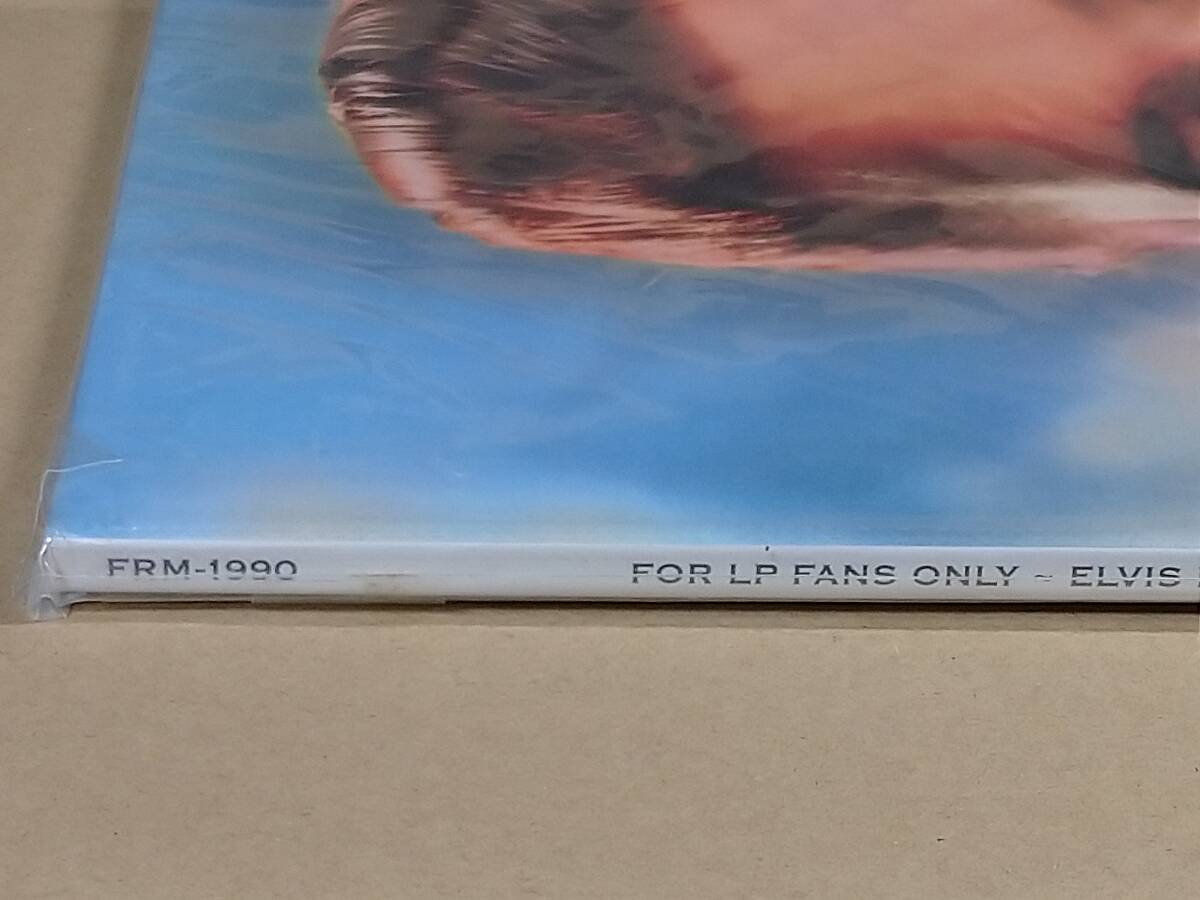 FRM-1990
FOR LP FANS ONLY ~ ELVIS